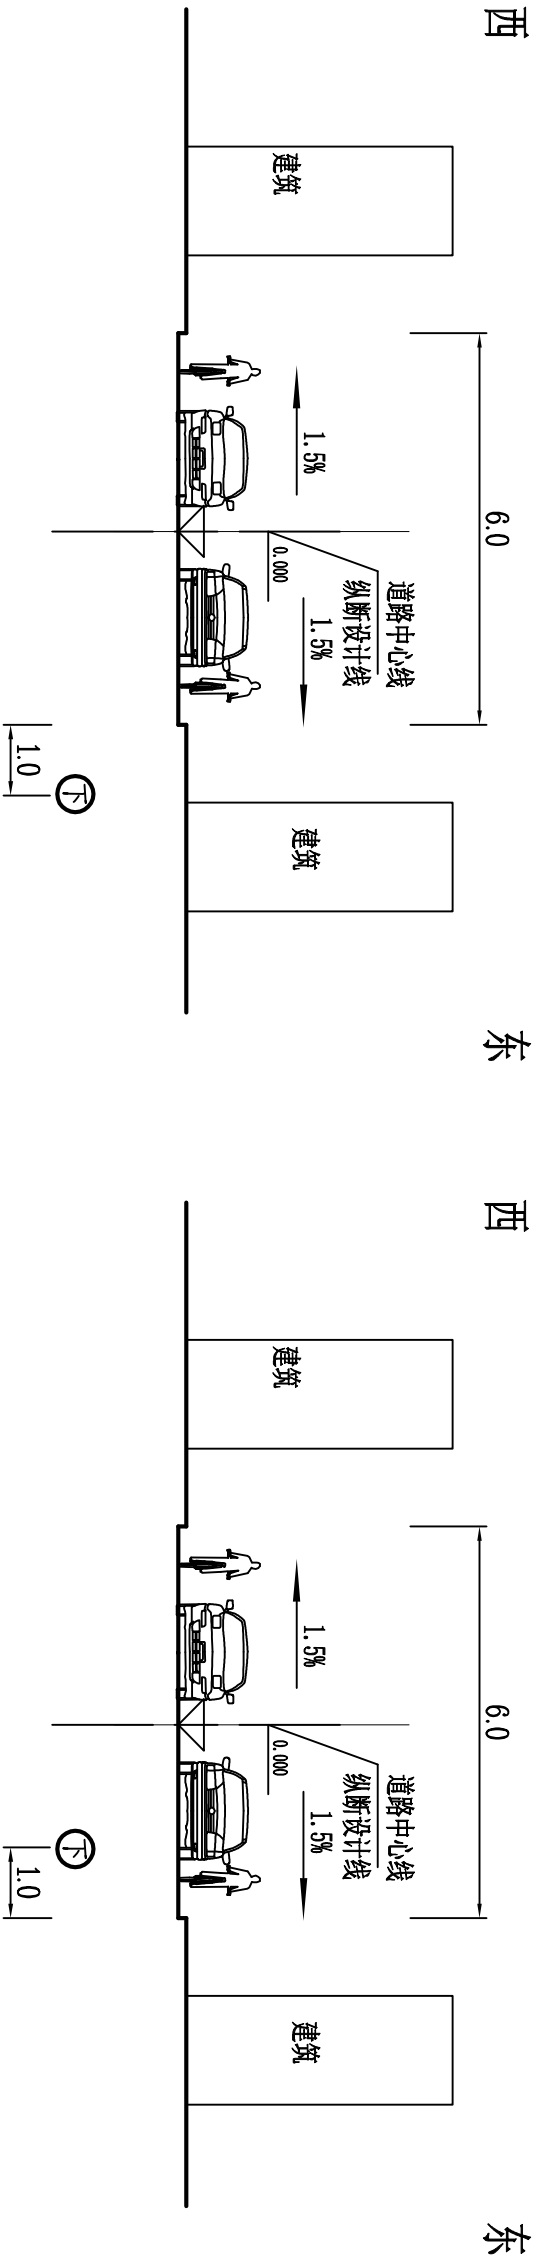 西
东
6.0
建筑
1.5%
0.000
道路中心线
纵断设计线
1.5%
建筑
1.0
下
西
东
6.0
建筑
1.5%
0.000
道路中心线
纵断设计线
1.5%
建筑
下
1.0